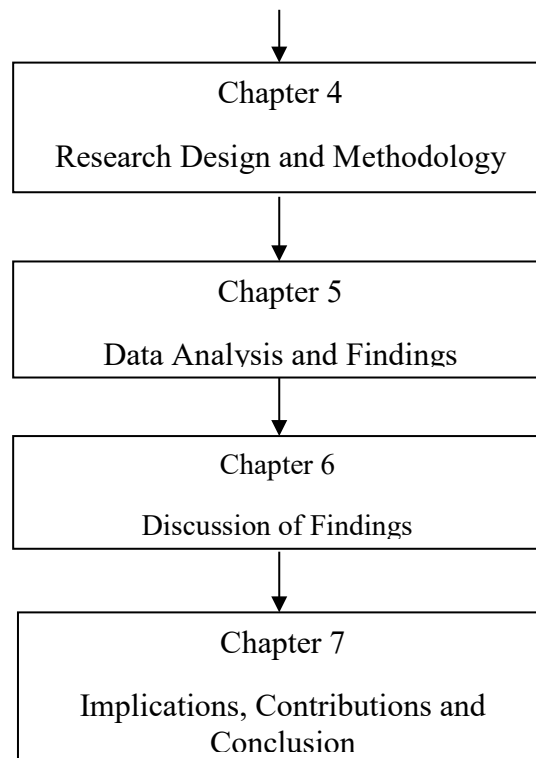 Chapter 4
Research Design and Methodology
Chapter 5
Data Analysis and Findings
Chapter 6
Discussion of Findings
Chapter 7
Implications, Contributions and
Conclusion